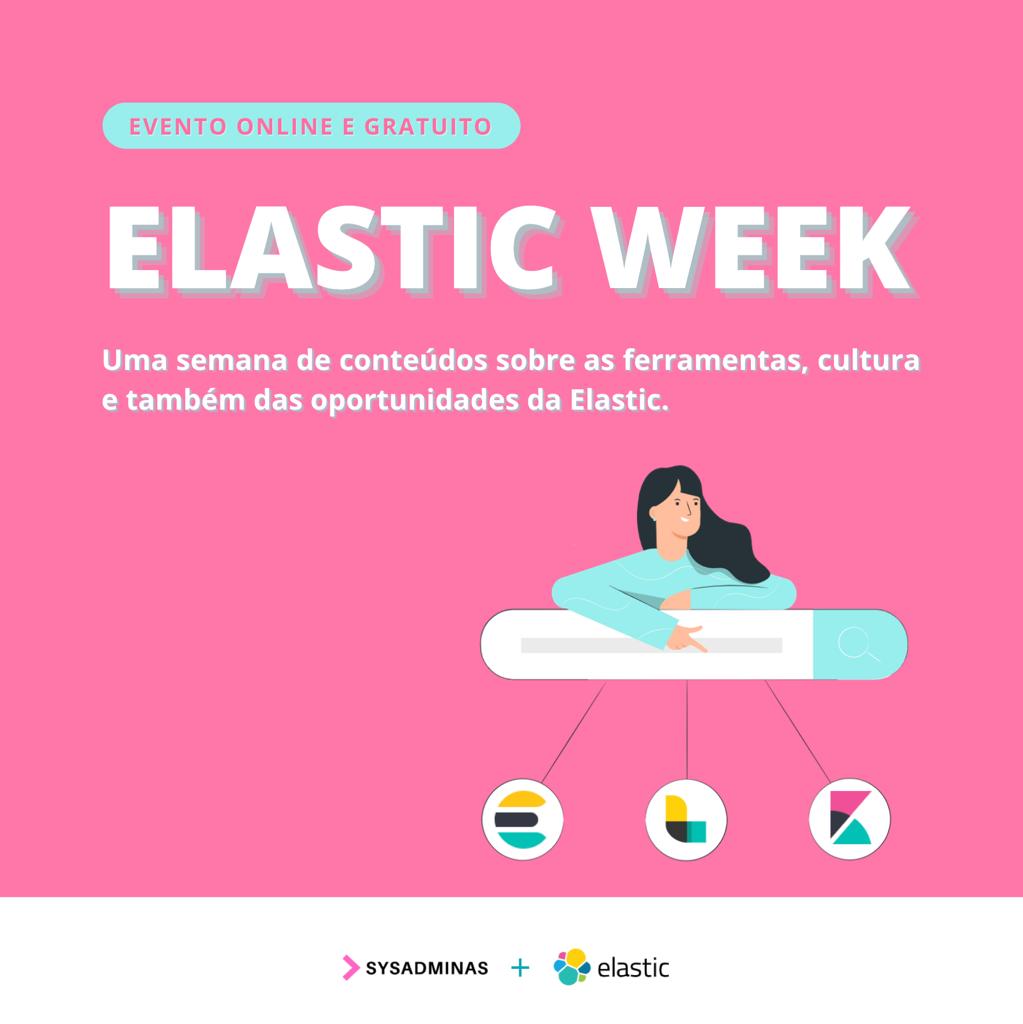 EVENTO ONLINE E GRATUITO
ELASTIC WEEK
Uma semana de conteúdos sobre as ferramentas, cultura
e também das oportunidades da Elastic.
SYSADMINAS + elastic